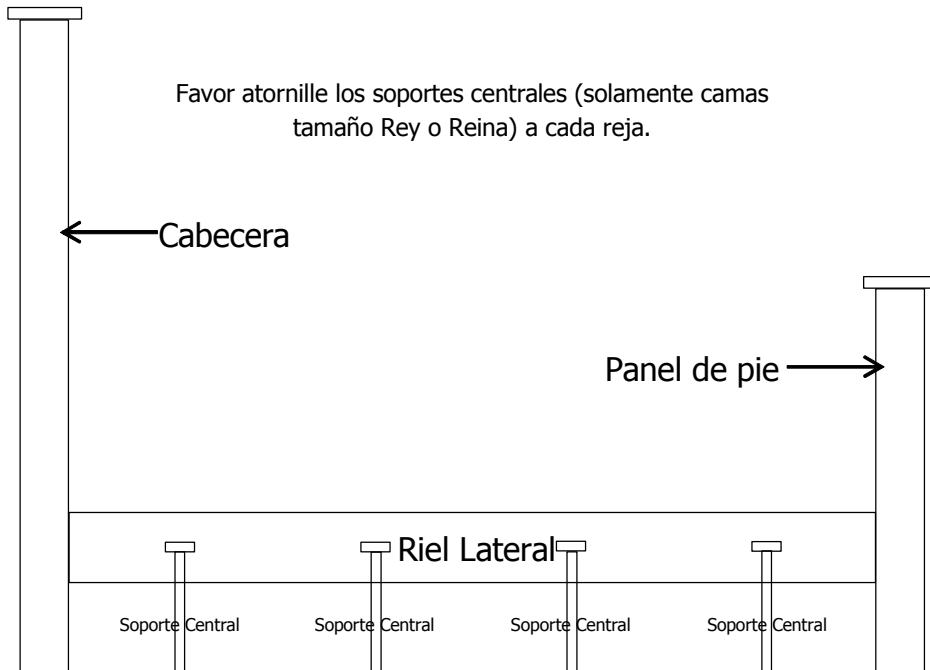 Favor atornille los soportes centrales (solamente camas
tamaño Rey o Reina) a cada reja.
Cabecera
Panel de pie
Riel Lateral
Soporte Central
Soporte Central
Soporte Central
Soporte Central